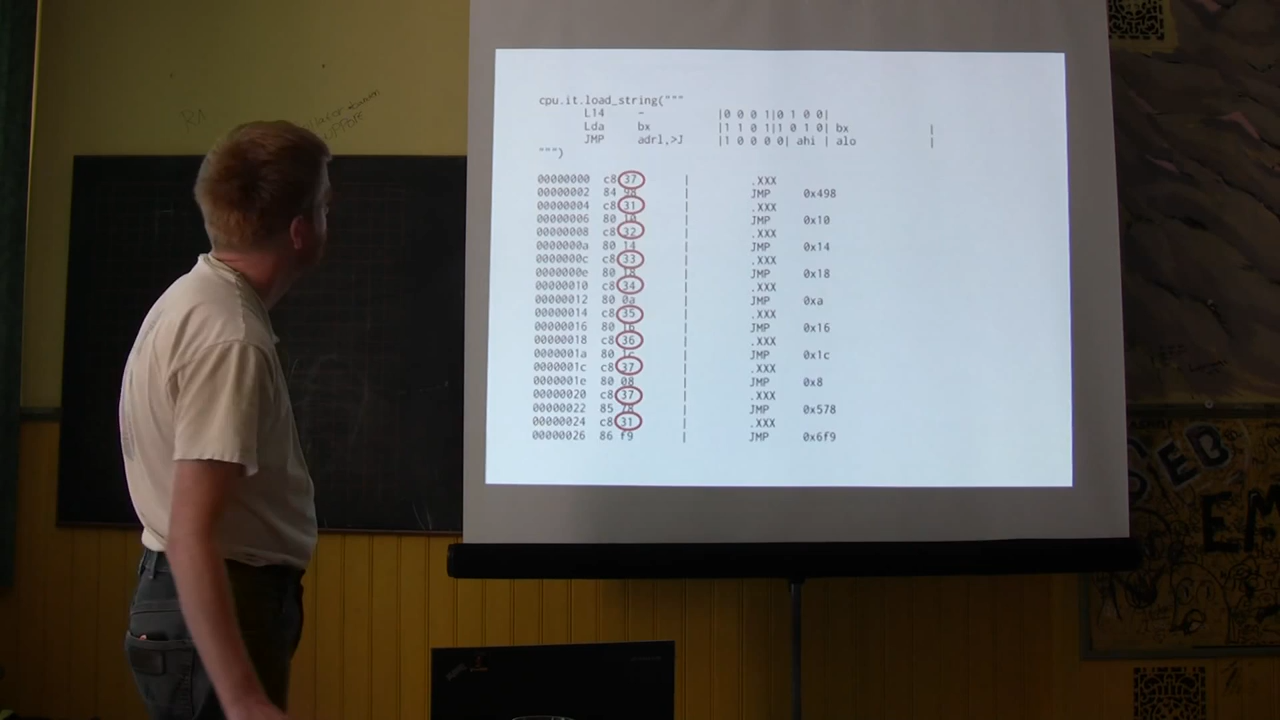 cpu.it.load_string("""
L14 - |0 0 0 1|0 1 0 0|
Lda bx |1 1 0 1|1 0 1 0| bx |
JMP adrl,>J |1 0 0 0 0| ahi | alo |
""")
00000000 c8 37 | .XXX
00000002 84 98 | JMP 0x498
00000004 c8 31 | .XXX
00000006 80 10 | JMP 0x10
00000008 c8 32 | .XXX
0000000a 80 14 | JMP 0x14
0000000c c8 33 | .XXX
0000000e 80 18 | JMP 0x18
00000010 c8 34 | .XXX
00000012 80 0a | JMP 0xa
00000014 c8 35 | .XXX
00000016 80 16 | JMP 0x16
00000018 c8 36 | .XXX
0000001a 80 1c | JMP 0x1c
0000001c c8 37 | .XXX
0000001e 80 08 | JMP 0x8
00000020 c8 37 | .XXX
00000022 85 78 | JMP 0x578
00000024 c8 31 | .XXX
00000026 86 f9 | JMP 0x6f9
RA
EB
EM